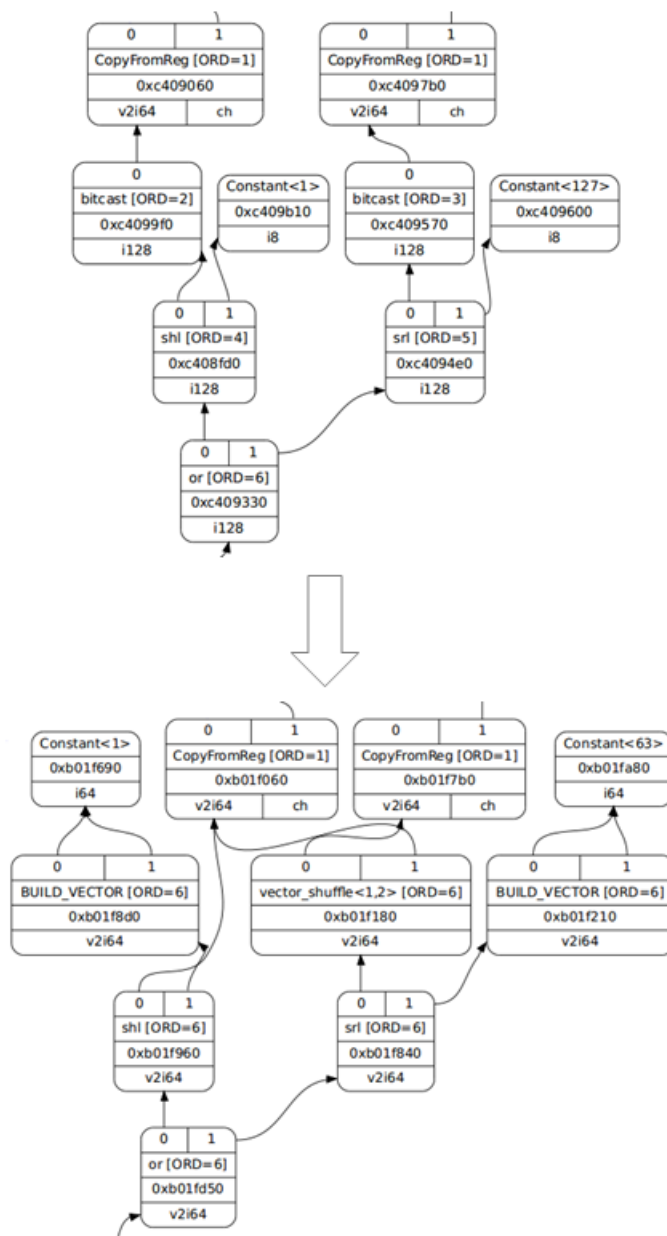 0 1
CopyFromReg [ORD=1]
0xc409060
v2i64 ch
0 1
CopyFromReg [ORD=1]
0xc4097b0
v2i64 ch
0
bitcast [ORD=2]
0xc4099f0
i128
Constant<1>
0xc409b10
i8
0
bitcast [ORD=3]
0xc409570
i128
Constant<127>
0xc409600
i8
0 1
shl [ORD=4]
0xc408fd0
i128
0 1
srl [ORD=5]
0xc4094e0
i128
0 1
or [ORD=6]
0xc409330
i128
Constant<1>
0xb01f690
i64
0 1
CopyFromReg [ORD=1]
0xb01f060
v2i64 ch
0 1
CopyFromReg [ORD=1]
0xb01f7b0
v2i64 ch
Constant<63>
0xb01fa80
i64
0 1
BUILD_VECTOR [ORD=6]
0xb01f8d0
v2i64
0 1
vector_shuffle<1,2> [ORD=6]
0xb01f180
v2i64
0 1
BUILD_VECTOR [ORD=6]
0xb01f210
v2i64
0 1
shl [ORD=6]
0xb01f960
v2i64
0 1
srl [ORD=6]
0xb01f840
v2i64
0 1
or [ORD=6]
0xb01fd50
v2i64